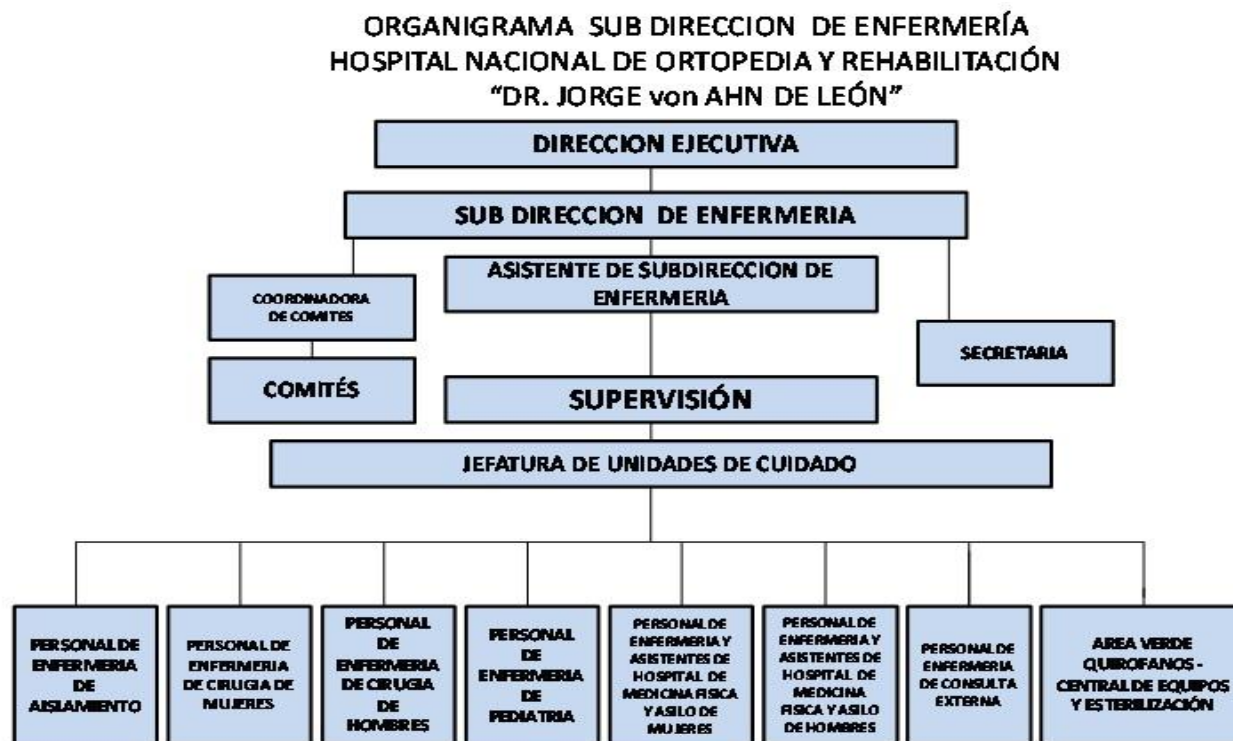 ORGANIGRAMA SUB DIRECCION DE ENFERMERÍA
HOSPITAL NACIONAL DE ORTOPEDIA Y REHABILITACIÓN
“DR. JORGE von AHN DE LEÓN”
DIRECCION EJECUTIVA
SUB DIRECCION DE ENFERMERIA
ASISTENTE DE SUBDIRECCION DE
ENFERMERIA
COORDINADORA
DE COMITES
SECRETARIA
COMITÉS
SUPERVISIÓN
JEFATURA DE UNIDADES DE CUIDADO
PERSONAL DE
ENFERMERIA
DE
AISLAMIENTO
PERSONAL DE
ENFERMERIA
DE CIRUGIA DE
MUJERES
PERSONAL
DE
ENFERMERIA
DE CIRUGIA
DE
HOMBRES
PERSONAL
DE
ENFERMERIA
DE
PEDIATRIA
PERSONAL DE
ENFERMERIA Y
ASISTENTES DE
HOSPITAL DE
MEDICINA FISICA
Y ASILO DE
MUJERES
PERSONAL DE
ENFERMERIA Y
ASISTENTES DE
HOSPITAL DE
MEDICINA
FISICA Y ASILO
DE HOMBRES
PERSONAL DE
ENFERMERIA
DE CONSULTA
EXTERNA
AREA VERDE
QUIROFANOS -
CENTRAL DE EQUIPOS
Y ESTERILIZACIÓN